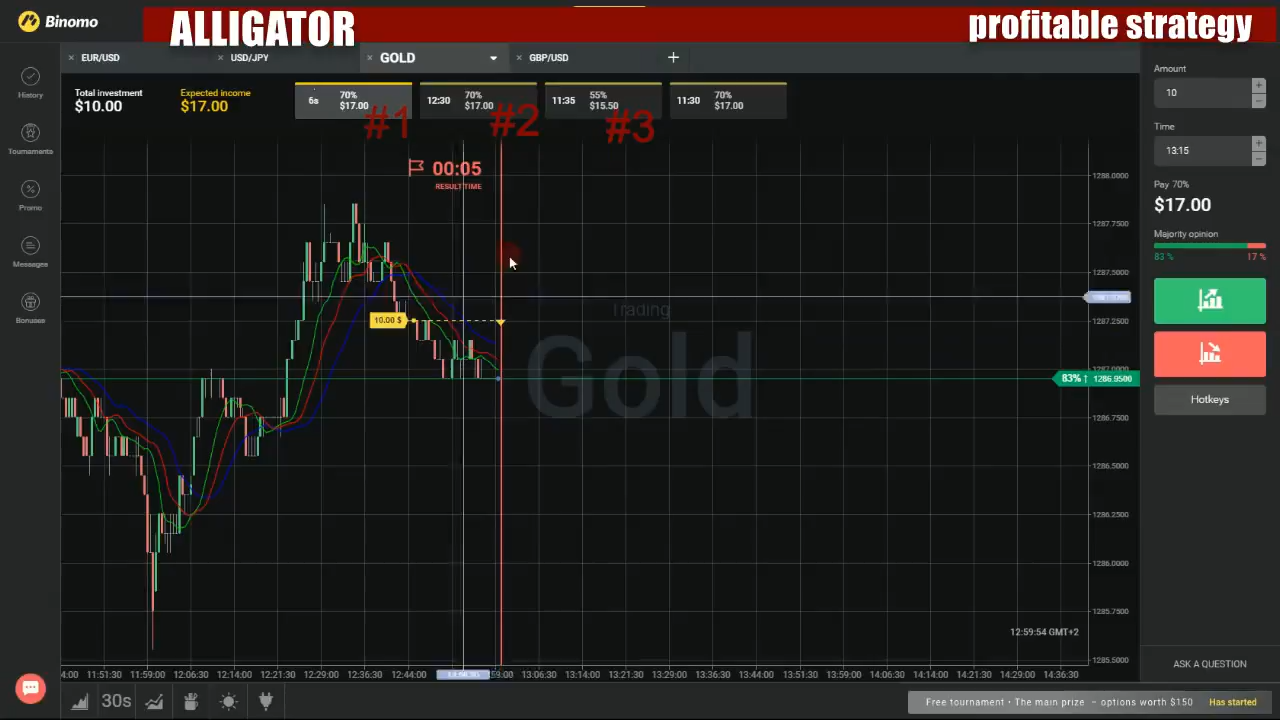 ALLIGATOR
profitable strategy
Binomo
EUR/USD
USD/JPY
GOLD
GBP/USD
Total investment
$10.00
Expected income
$17.00
6s
70%
$17.00
12:30
70%
$17.00
11:35
55%
$15.50
11:30
70%
$17.00
#1
#2
#3
History
Tournaments
Promo
Messages
Bonuses
00:05
RESULT TIME
10.00 $
Trading
Gold
1288.0000
1287.7500
1287.5000
1287.2500
1287.0000
83% ↑ 1286.9500
1286.7500
1286.5000
1286.2500
1286.0000
1285.7500
1285.5000
12:59:54 GMT+2
4:00 11:51:30 11:59:00 12:06:30 12:14:00 12:21:30 12:29:00 12:36:30 12:44:00 59:00 13:06:30 13:14:00 13:21:30 13:29:00 13:36:30 13:44:00 13:51:30 13:59:00 14:06:30 14:14:00 14:21:30 14:29:00 14:36:30
30s
Amount
10
Time
13:15
Pay 70%
$17.00
Majority opinion
83 %
17 %
Hotkeys
ASK A QUESTION
Free tournament • The main prize – options worth $150 Has started